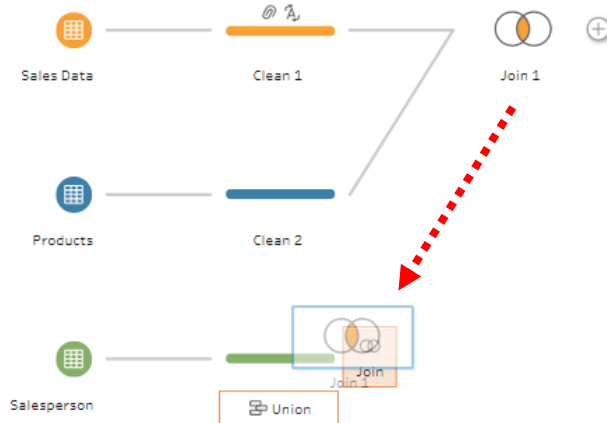 Sales Data
Clean 1
Join 1
Products
Clean 2
Join
Join 1
Salesperson
Union